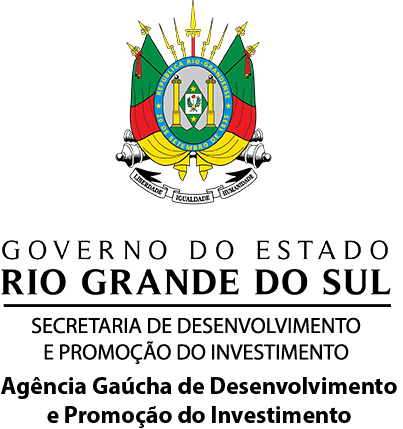 REPÚBLICA RIO-GRANDENSE
20 DE SETEMBRO DE 1835
LIBERDADE IGUALDADE HUMANIDADE
GOVERNO DO ESTADO
RIO GRANDE DO SUL
SECRETARIA DE DESENVOLVIMENTO
E PROMOÇÃO DO INVESTIMENTO
Agência Gaúcha de Desenvolvimento
e Promoção do Investimento